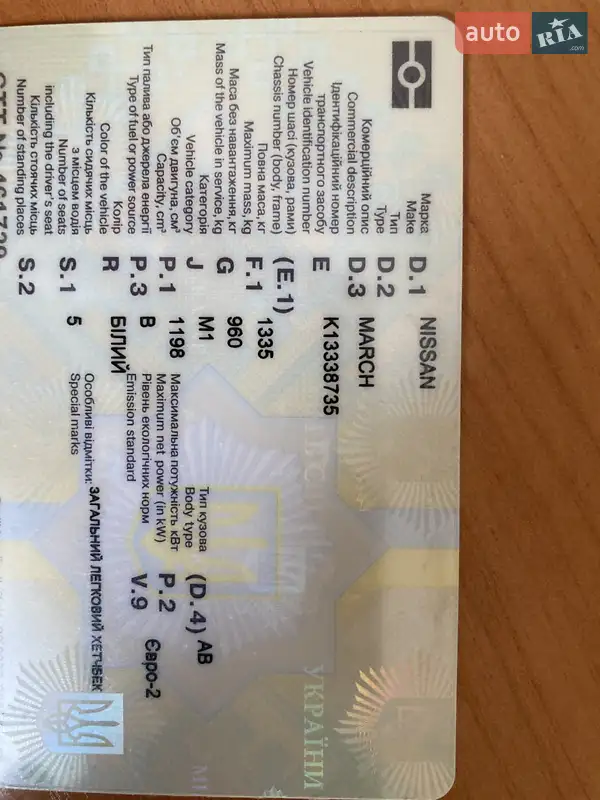 auto RIA .com
Марка D.1 NISSAN
Make
Тип D.2
Type
Комерційний опис D.3 MARCH
Commercial description
Ідентифікаційний номер
транспортного засобу E K13338735
Vehicle identification number
Номер шасі (кузова, рами) (E.1)
Chassis number (body, frame)
Повна маса, кг F.1 1335
Maximum mass, kg
Маса без навантаження, кг G 960
Mass of the vehicle in service, kg
Категорія J M1 Тип кузова (D.4) AB
Vehicle category Body type
Об'єм двигуна, см³ P.1 1198 Максимальна потужність кВт P.2
Capacity, cm³ Maximum net power (in kW)
Тип палива або джерела енергії P.3 B Рівень екологічних норм V.9 Євро-2
Type of fuel or power source Emission standard
Колір R БІЛИЙ
Color of the vehicle
Кількість сидячих місць Особливі відмітки: ЗАГАЛЬНИЙ ЛЕГКОВИЙ ХЕТЧБЕК
з місцем водія S.1 5 Special marks
Number of seats
including the driver's seat
Кількість стоячих місць S.2
Number of standing places
УКРАЇНИ